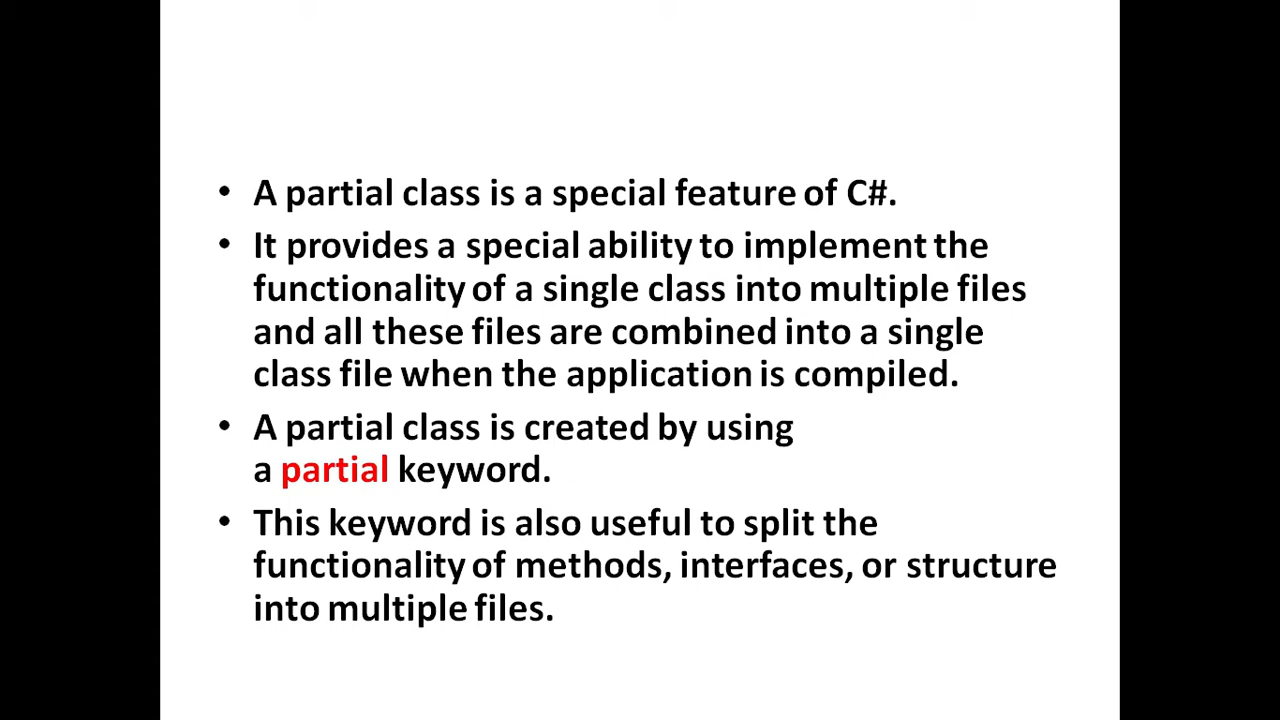 • A partial class is a special feature of C#.
• It provides a special ability to implement the
functionality of a single class into multiple files
and all these files are combined into a single
class file when the application is compiled.
• A partial class is created by using
a partial keyword.
• This keyword is also useful to split the
functionality of methods, interfaces, or structure
into multiple files.